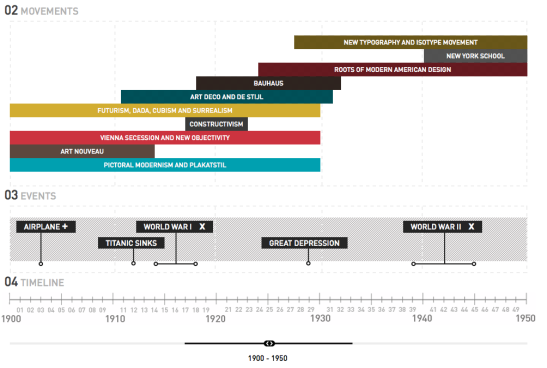 02 MOVEMENTS
NEW TYPOGRAPHY AND ISOTYPE MOVEMENT
NEW YORK SCHOOL
ROOTS OF MODERN AMERICAN DESIGN
BAUHAUS
ART DECO AND DE STIJL
FUTURISM, DADA, CUBISM AND SURREALISM
CONSTRUCTIVISM
VIENNA SECESSION AND NEW OBJECTIVITY
ART NOUVEAU
PICTORAL MODERNISM AND PLAKATSTIL
03 EVENTS
AIRPLANE + WORLD WAR I X WORLD WAR II X
TITANIC SINKS GREAT DEPRESSION
04 TIMELINE
01 02 03 04 05 06 07 08 09 11 12 13 14 15 16 17 18 19 21 22 23 24 25 26 27 28 29 31 32 33 34 35 36 37 38 39 41 42 43 44 45 46 47 48 49
1900 1910 1920 1930 1940 1950
1900 - 1950